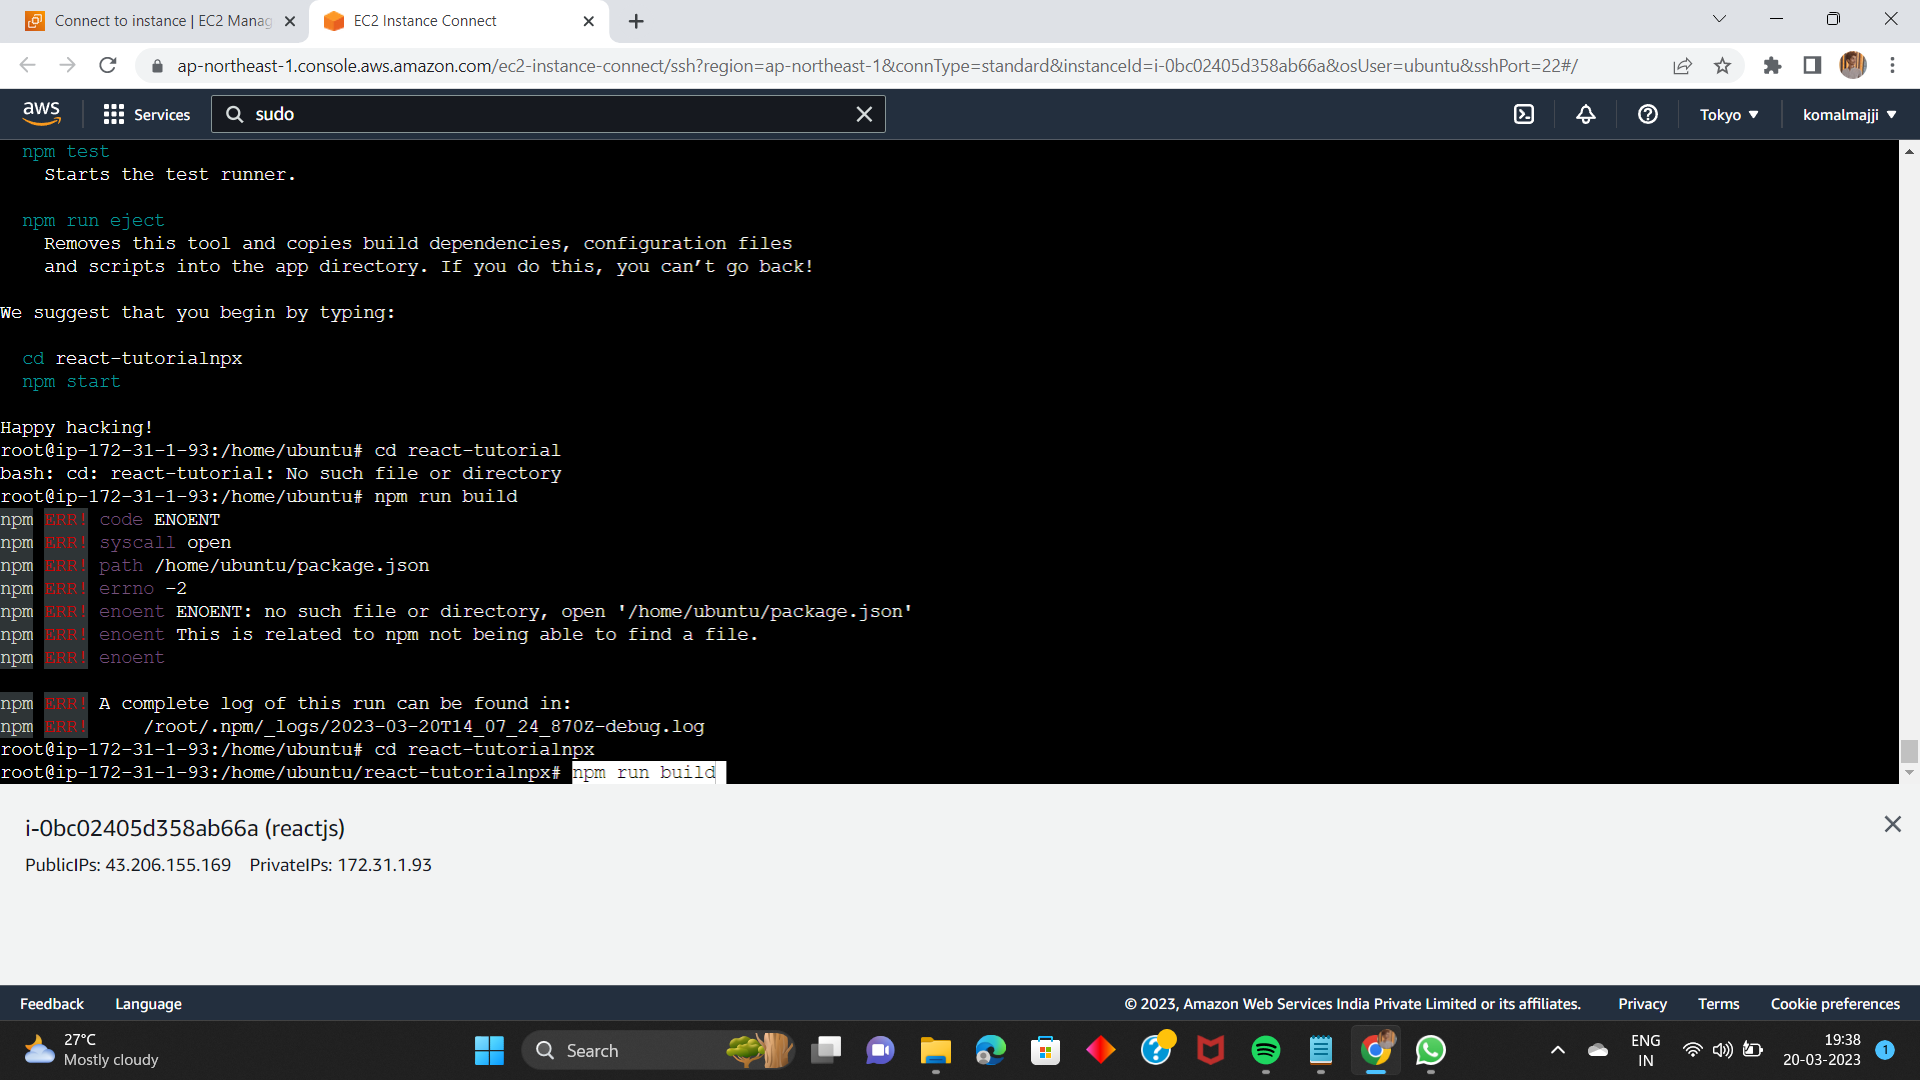 Connect to instance | EC2 Manag
EC2 Instance Connect
ap-northeast-1.console.aws.amazon.com/ec2-instance-connect/ssh?region=ap-northeast-1&connType=standard&instanceId=i-0bc02405d358ab66a&osUser=ubuntu&sshPort=22#/
aws
Services
sudo
Tokyo
komalmajji
npm test
Starts the test runner.
npm run eject
Removes this tool and copies build dependencies, configuration files
and scripts into the app directory. If you do this, you can’t go back!
We suggest that you begin by typing:
cd react-tutorialnpx
npm start
Happy hacking!
root@ip-172-31-1-93:/home/ubuntu# cd react-tutorial
bash: cd: react-tutorial: No such file or directory
root@ip-172-31-1-93:/home/ubuntu# npm run build
npm ERR! code ENOENT
npm ERR! syscall open
npm ERR! path /home/ubuntu/package.json
npm ERR! errno -2
npm ERR! enoent ENOENT: no such file or directory, open '/home/ubuntu/package.json'
npm ERR! enoent This is related to npm not being able to find a file.
npm ERR! enoent
npm ERR! A complete log of this run can be found in:
npm ERR!     /root/.npm/_logs/2023-03-20T14_07_24_870Z-debug.log
root@ip-172-31-1-93:/home/ubuntu# cd react-tutorialnpx
root@ip-172-31-1-93:/home/ubuntu/react-tutorialnpx# npm run build
i-0bc02405d358ab66a (reactjs)
PublicIPs: 43.206.155.169    PrivateIPs: 172.31.1.93
Feedback
Language
© 2023, Amazon Web Services India Private Limited or its affiliates.
Privacy
Terms
Cookie preferences
27°C
Mostly cloudy
Search
ENG
IN
19:38
20-03-2023
1